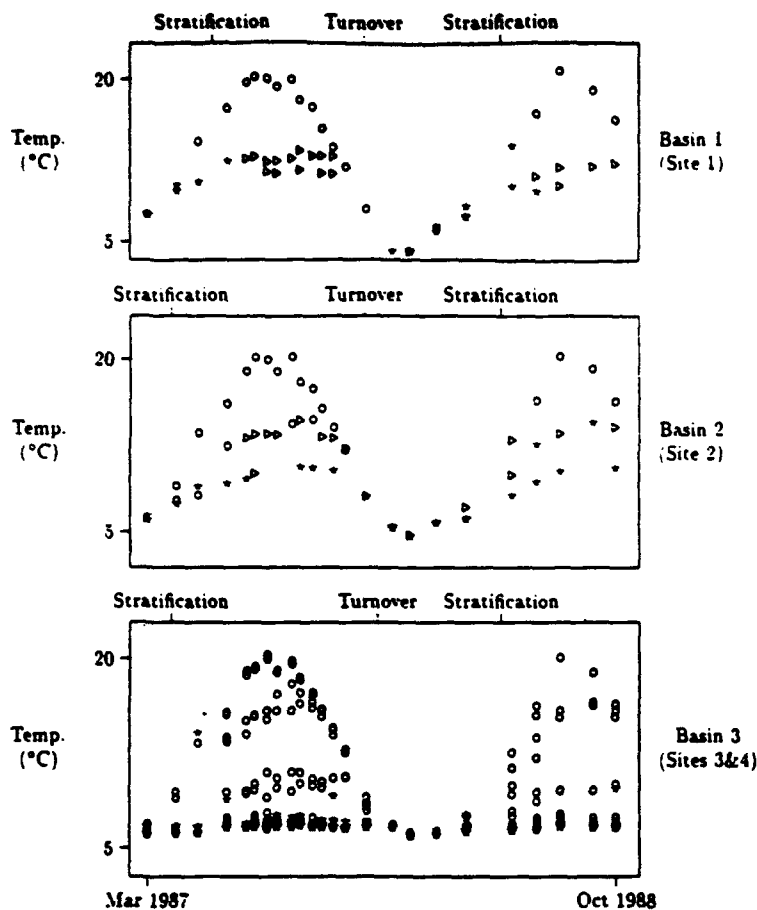 Stratification Turnover Stratification
20
Temp.
(°C)
5
Basin 1
(Site 1)
Stratification Turnover Stratification
20
Temp.
(°C)
5
Basin 2
(Site 2)
Stratification Turnover Stratification
20
Temp.
(°C)
5
Basin 3
(Sites 3&4)
Mar 1987 Oct 1988